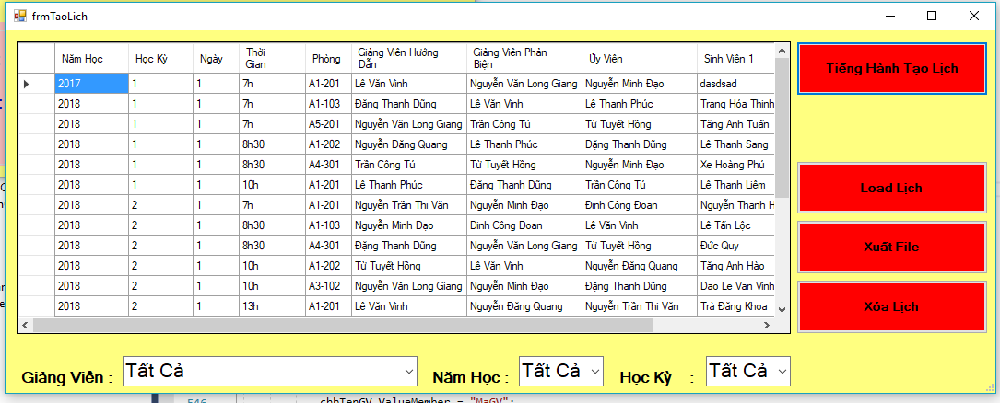 frmTaoLich
Năm Học Học Kỳ Ngày Thời Gian Phòng Giảng Viên Hướng Dẫn Giảng Viên Phản Biện Ủy Viên Sinh Viên 1
2017 1 1 7h A1-201 Lê Văn Vinh Nguyễn Văn Long Giang Nguyễn Minh Đạo dasdsad
2018 1 1 7h A1-103 Đặng Thanh Dũng Lê Văn Vinh Lê Thanh Phúc Trang Hóa Thịnh
2018 1 1 7h A5-201 Nguyễn Văn Long Giang Trần Công Tú Từ Tuyết Hồng Tăng Anh Tuấn
2018 1 1 8h30 A1-202 Nguyễn Đăng Quang Lê Thanh Phúc Đặng Thanh Dũng Lê Thanh Sang
2018 1 1 8h30 A4-301 Trần Công Tú Từ Tuyết Hồng Nguyễn Minh Đạo Xe Hoàng Phú
2018 1 1 10h A1-201 Lê Thanh Phúc Đặng Thanh Dũng Trần Công Tú Lê Thanh Liêm
2018 2 1 7h A1-201 Nguyễn Trần Thi Văn Nguyễn Minh Đạo Đinh Công Đoan Nguyễn Thanh H
2018 2 1 8h30 A1-103 Nguyễn Minh Đạo Đinh Công Đoan Lê Văn Vinh Lê Tấn Lộc
2018 2 1 8h30 A4-301 Đặng Thanh Dũng Nguyễn Văn Long Giang Từ Tuyết Hồng Đức Quy
2018 2 1 10h A1-202 Từ Tuyết Hồng Lê Văn Vinh Nguyễn Đăng Quang Tăng Anh Hào
2018 2 1 10h A3-102 Nguyễn Văn Long Giang Nguyễn Minh Đạo Đặng Thanh Dũng Dao Le Van Vinh
2018 2 1 13h A1-201 Lê Văn Vinh Nguyễn Đăng Quang Nguyễn Trần Thi Văn Trà Đăng Khoa
Tiếng Hành Tạo Lịch
Load Lịch
Xuất File
Xóa Lịch
Giảng Viên : Tất Cả Năm Học : Tất Cả Học Kỳ : Tất Cả
546 cbbTenGV.ValueMember = "MaGV";